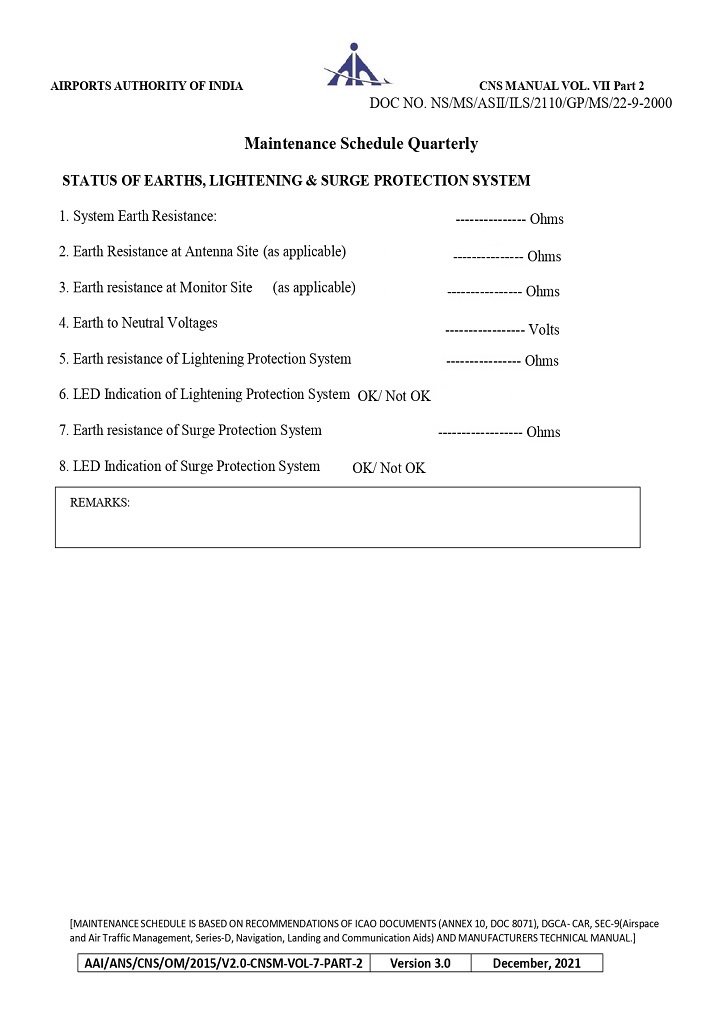 AIRPORTS AUTHORITY OF INDIA CNS MANUAL VOL. VII Part 2
DOC NO. NS/MS/ASII/ILS/2110/GP/MS/22-9-2000
Maintenance Schedule Quarterly
STATUS OF EARTHS, LIGHTENING & SURGE PROTECTION SYSTEM
1. System Earth Resistance: --------------- Ohms
2. Earth Resistance at Antenna Site (as applicable) --------------- Ohms
3. Earth resistance at Monitor Site (as applicable) ---------------- Ohms
4. Earth to Neutral Voltages ----------------- Volts
5. Earth resistance of Lightening Protection System ---------------- Ohms
6. LED Indication of Lightening Protection System OK/ Not OK
7. Earth resistance of Surge Protection System ------------------ Ohms
8. LED Indication of Surge Protection System OK/ Not OK
REMARKS:
[MAINTENANCE SCHEDULE IS BASED ON RECOMMENDATIONS OF ICAO DOCUMENTS (ANNEX 10, DOC 8071), DGCA- CAR, SEC-9(Airspace
and Air Traffic Management, Series-D, Navigation, Landing and Communication Aids) AND MANUFACTURERS TECHNICAL MANUAL.]
AAI/ANS/CNS/OM/2015/V2.0-CNSM-VOL-7-PART-2 Version 3.0 December, 2021